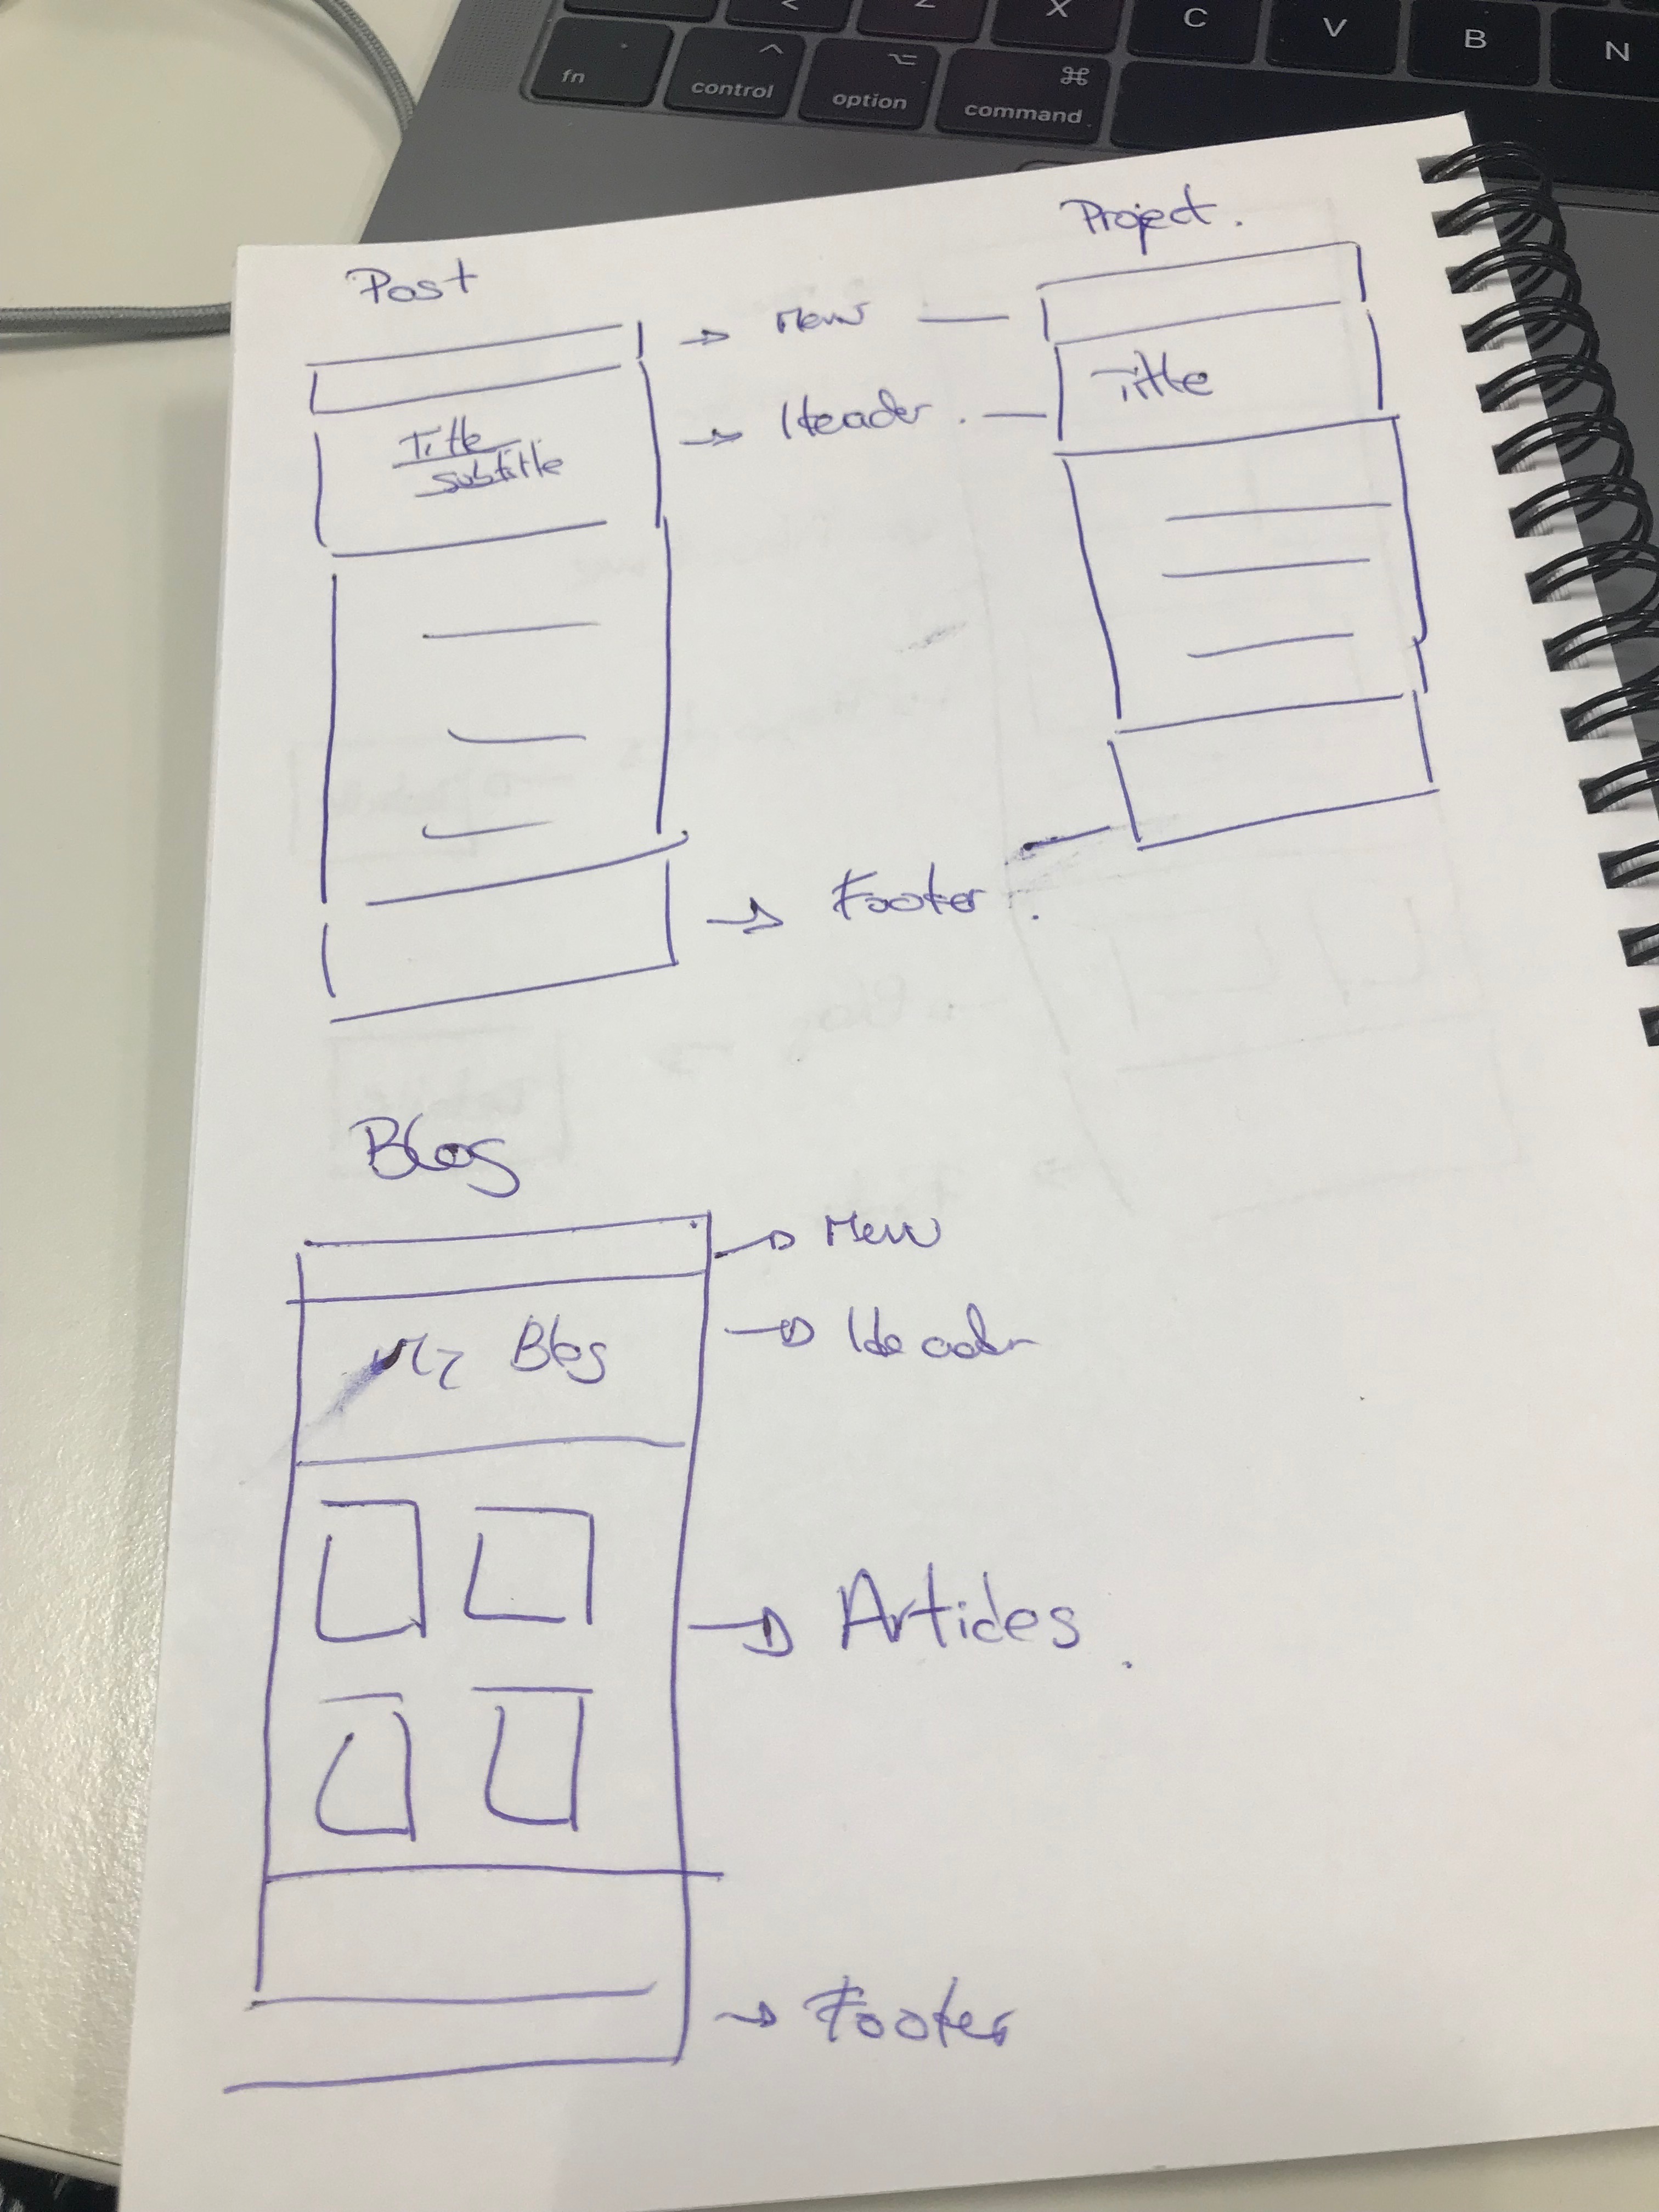 Z X C V B N
fn control option command
⌘
Project.
Post
Menu
Title
Header.
Title
subtitle
Footer.
Blog
Menu
Header
My Blog
Articles.
Footer